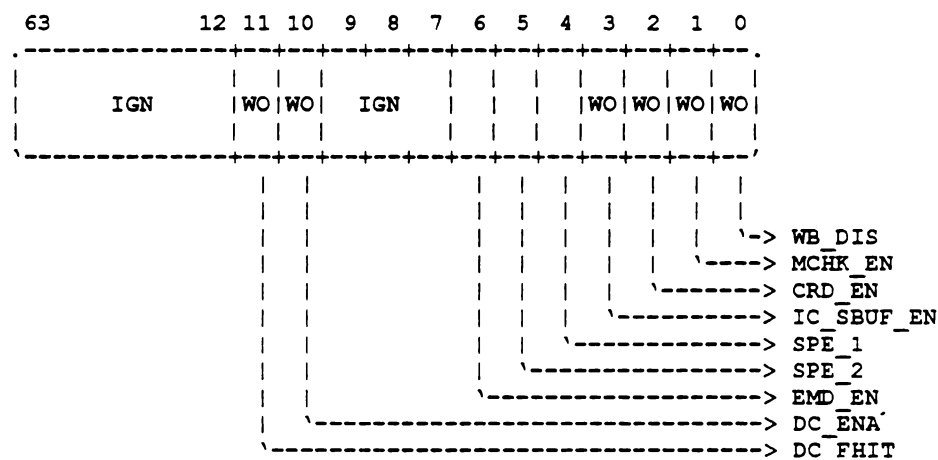 63 12 11 10 9 8 7 6 5 4 3 2 1 0
IGN WO WO IGN WO WO WO WO
WB_DIS
MCHK_EN
CRD_EN
IC_SBUF_EN
SPE_1
SPE_2
EMD_EN
DC_ENA
DC_FHIT